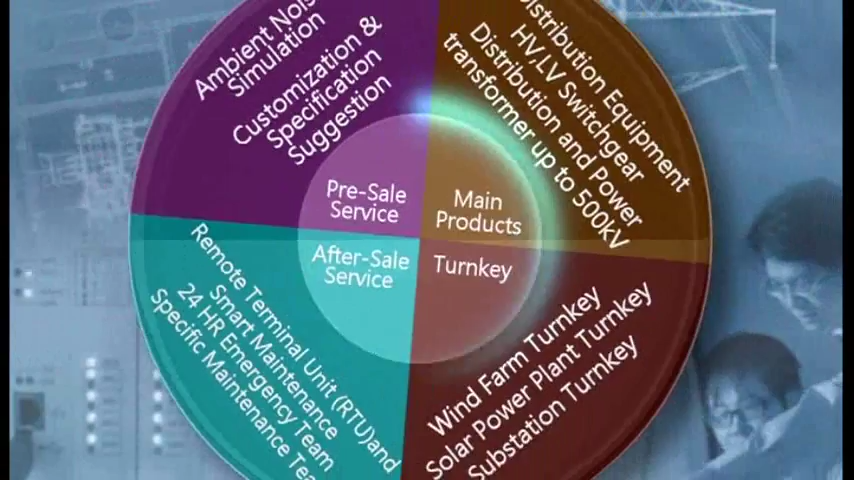 Ambient Noise
Simulation
Customization &
Specification
Suggestion
Distribution Equipment
HV,LV Switchgear
Distribution and Power
transformer up to 500kV
Pre-Sale
Service
Main
Products
After-Sale
Service
Turnkey
Remote Terminal Unit (RTU)and
Smart Maintenance
24 HR Emergency Team
Specific Maintenance
Wind Farm Turnkey
Solar Power Plant Turnkey
Substation Turnkey